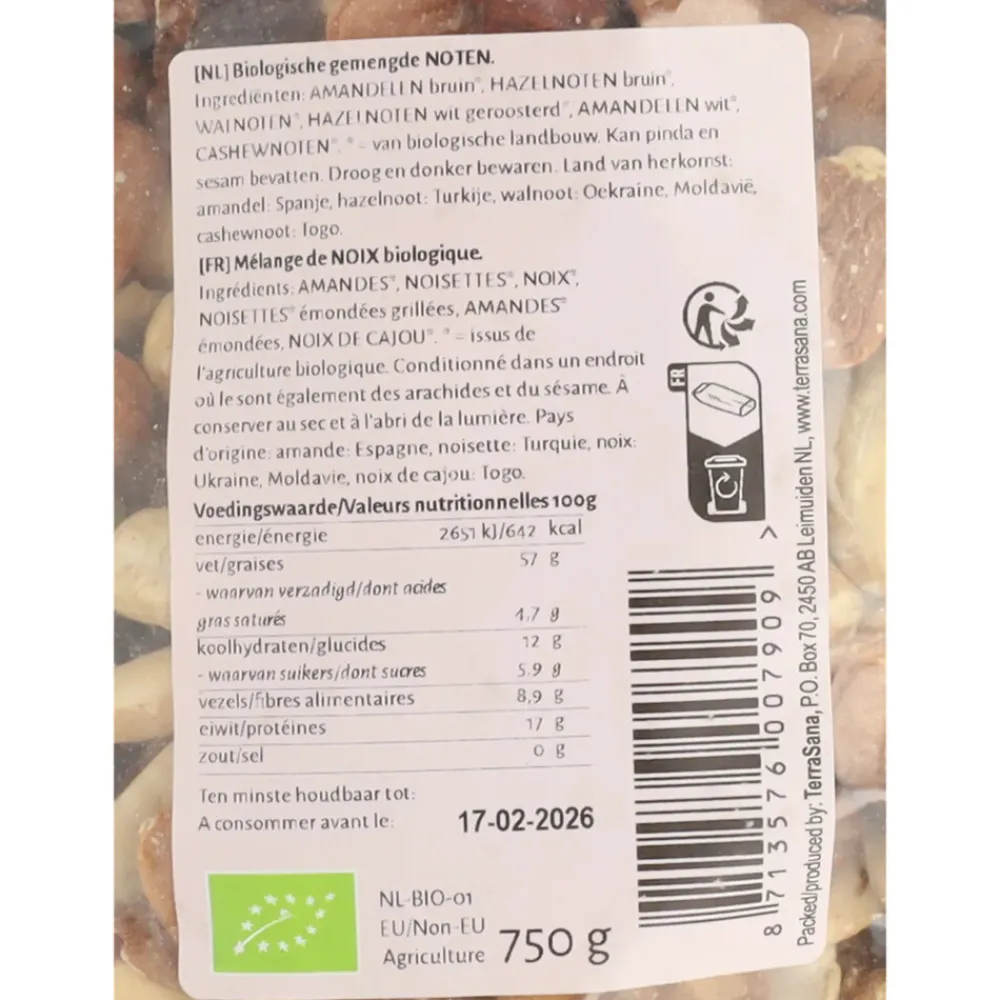 [NL] Biologische gemengde NOTEN.
Ingrediënten: AMANDELEN bruin*, HAZELNOTEN bruin*,
WALNOTEN*, HAZELNOTEN wit geroosterd*, AMANDELEN wit*,
CASHEWNOTEN*. * = van biologische landbouw. Kan pinda en
sesam bevatten. Droog en donker bewaren. Land van herkomst:
amandel: Spanje, hazelnoot: Turkije, walnoot: Oekraïne, Moldavië,
cashewnoot: Togo.
[FR] Mélange de NOIX biologique.
Ingrédients: AMANDES*, NOISETTES*, NOIX*,
NOISETTES* émondées grillées, AMANDES*
émondées, NOIX DE CAJOU*. * = issus de
l'agriculture biologique. Conditionné dans un endroit
où le sont également des arachides et du sésame. À
conserver au sec et à l'abri de la lumière. Pays
d'origine: amande: Espagne, noisette: Turquie, noix:
Ukraine, Moldavie, noix de cajou: Togo.
Voedingswaarde/Valeurs nutritionnelles 100g
energie/énergie 2651 kJ/642 kcal
vet/graises 57 g
- waarvan verzadigd/dont acides
gras saturés 4,7 g
koolhydraten/glucides 12 g
- waarvan suikers/dont sucres 5,9 g
vezels/fibres alimentaires 8,9 g
eiwit/protéines 17 g
zout/sel 0 g
Ten minste houdbaar tot:
A consommer avant le: 17-02-2026
NL-BIO-01
EU/Non-EU
Agriculture
750 g
FR
8 713576 007909 >
Packed/produced by: TerraSana, P.O. Box 70, 2450 AB Leimuiden NL, www.terrasana.com